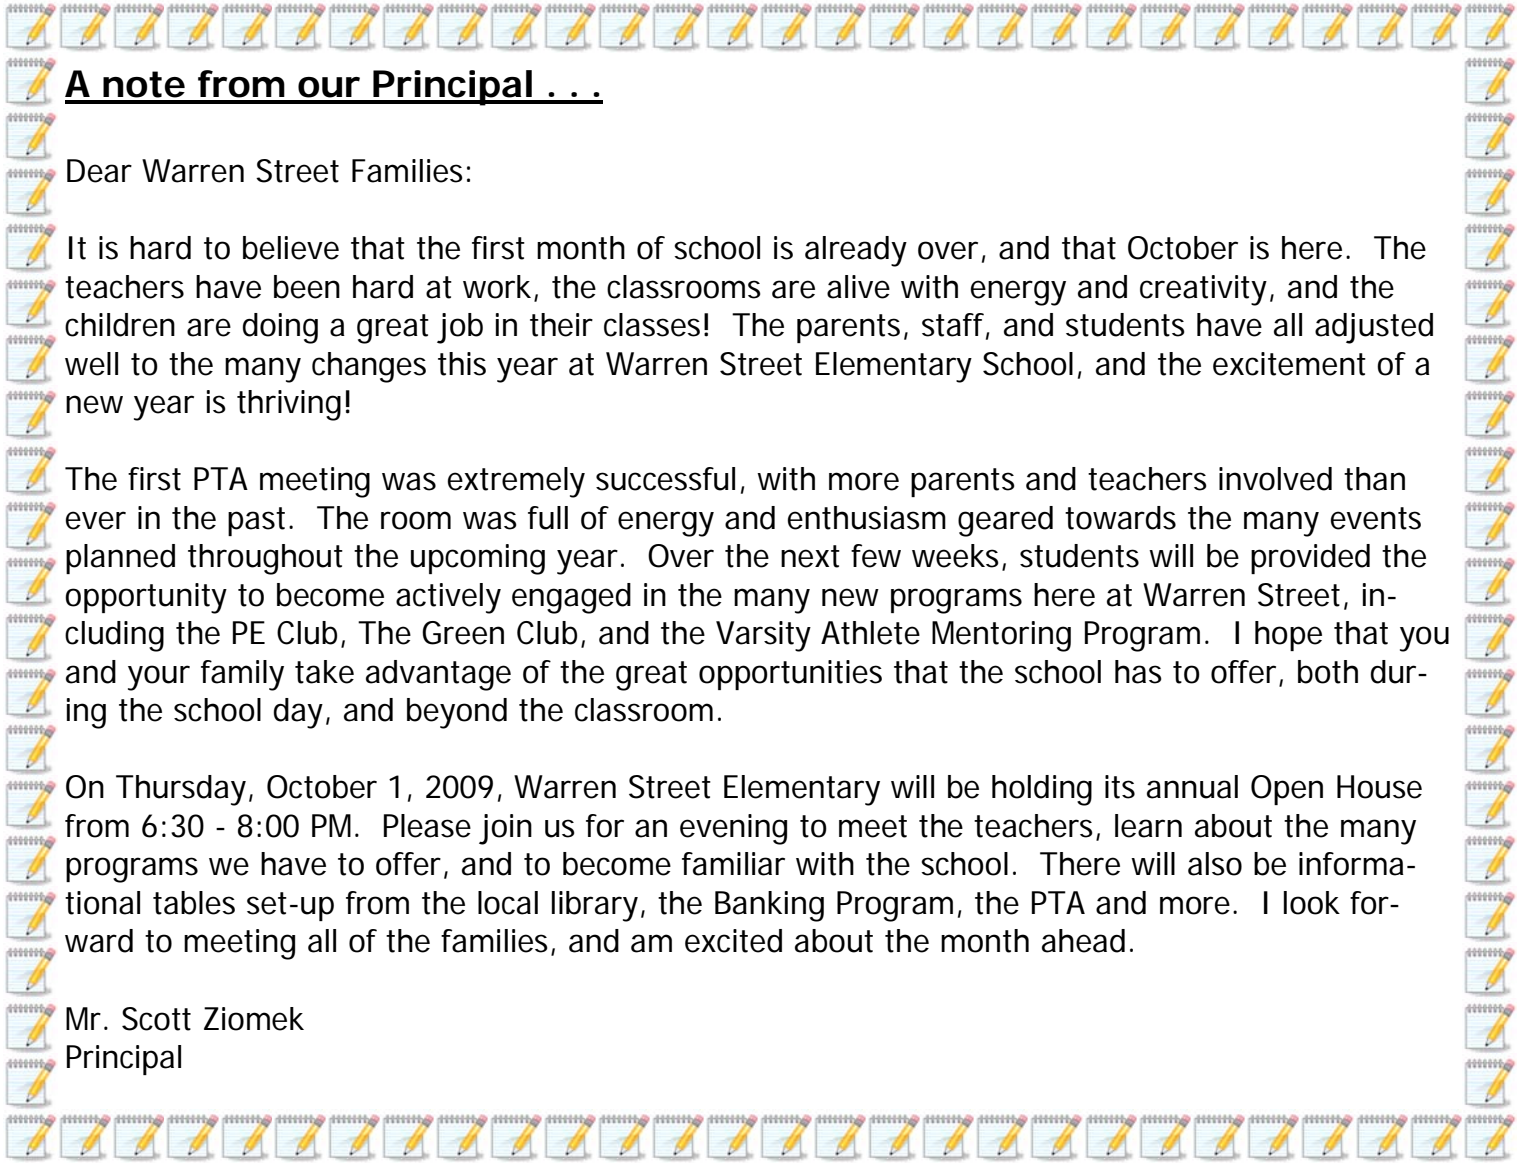 A note from our Principal . . .
Dear Warren Street Families:
It is hard to believe that the first month of school is already over, and that October is here.  The
teachers have been hard at work, the classrooms are alive with energy and creativity, and the
children are doing a great job in their classes!  The parents, staff, and students have all adjusted
well to the many changes this year at Warren Street Elementary School, and the excitement of a
new year is thriving!
The first PTA meeting was extremely successful, with more parents and teachers involved than
ever in the past.  The room was full of energy and enthusiasm geared towards the many events
planned throughout the upcoming year.  Over the next few weeks, students will be provided the
opportunity to become actively engaged in the many new programs here at Warren Street, in-
cluding the PE Club, The Green Club, and the Varsity Athlete Mentoring Program.  I hope that you
and your family take advantage of the great opportunities that the school has to offer, both dur-
ing the school day, and beyond the classroom.
On Thursday, October 1, 2009, Warren Street Elementary will be holding its annual Open House
from 6:30 - 8:00 PM.  Please join us for an evening to meet the teachers, learn about the many
programs we have to offer, and to become familiar with the school.  There will also be informa-
tional tables set-up from the local library, the Banking Program, the PTA and more.  I look for-
ward to meeting all of the families, and am excited about the month ahead.
Mr. Scott Ziomek
Principal